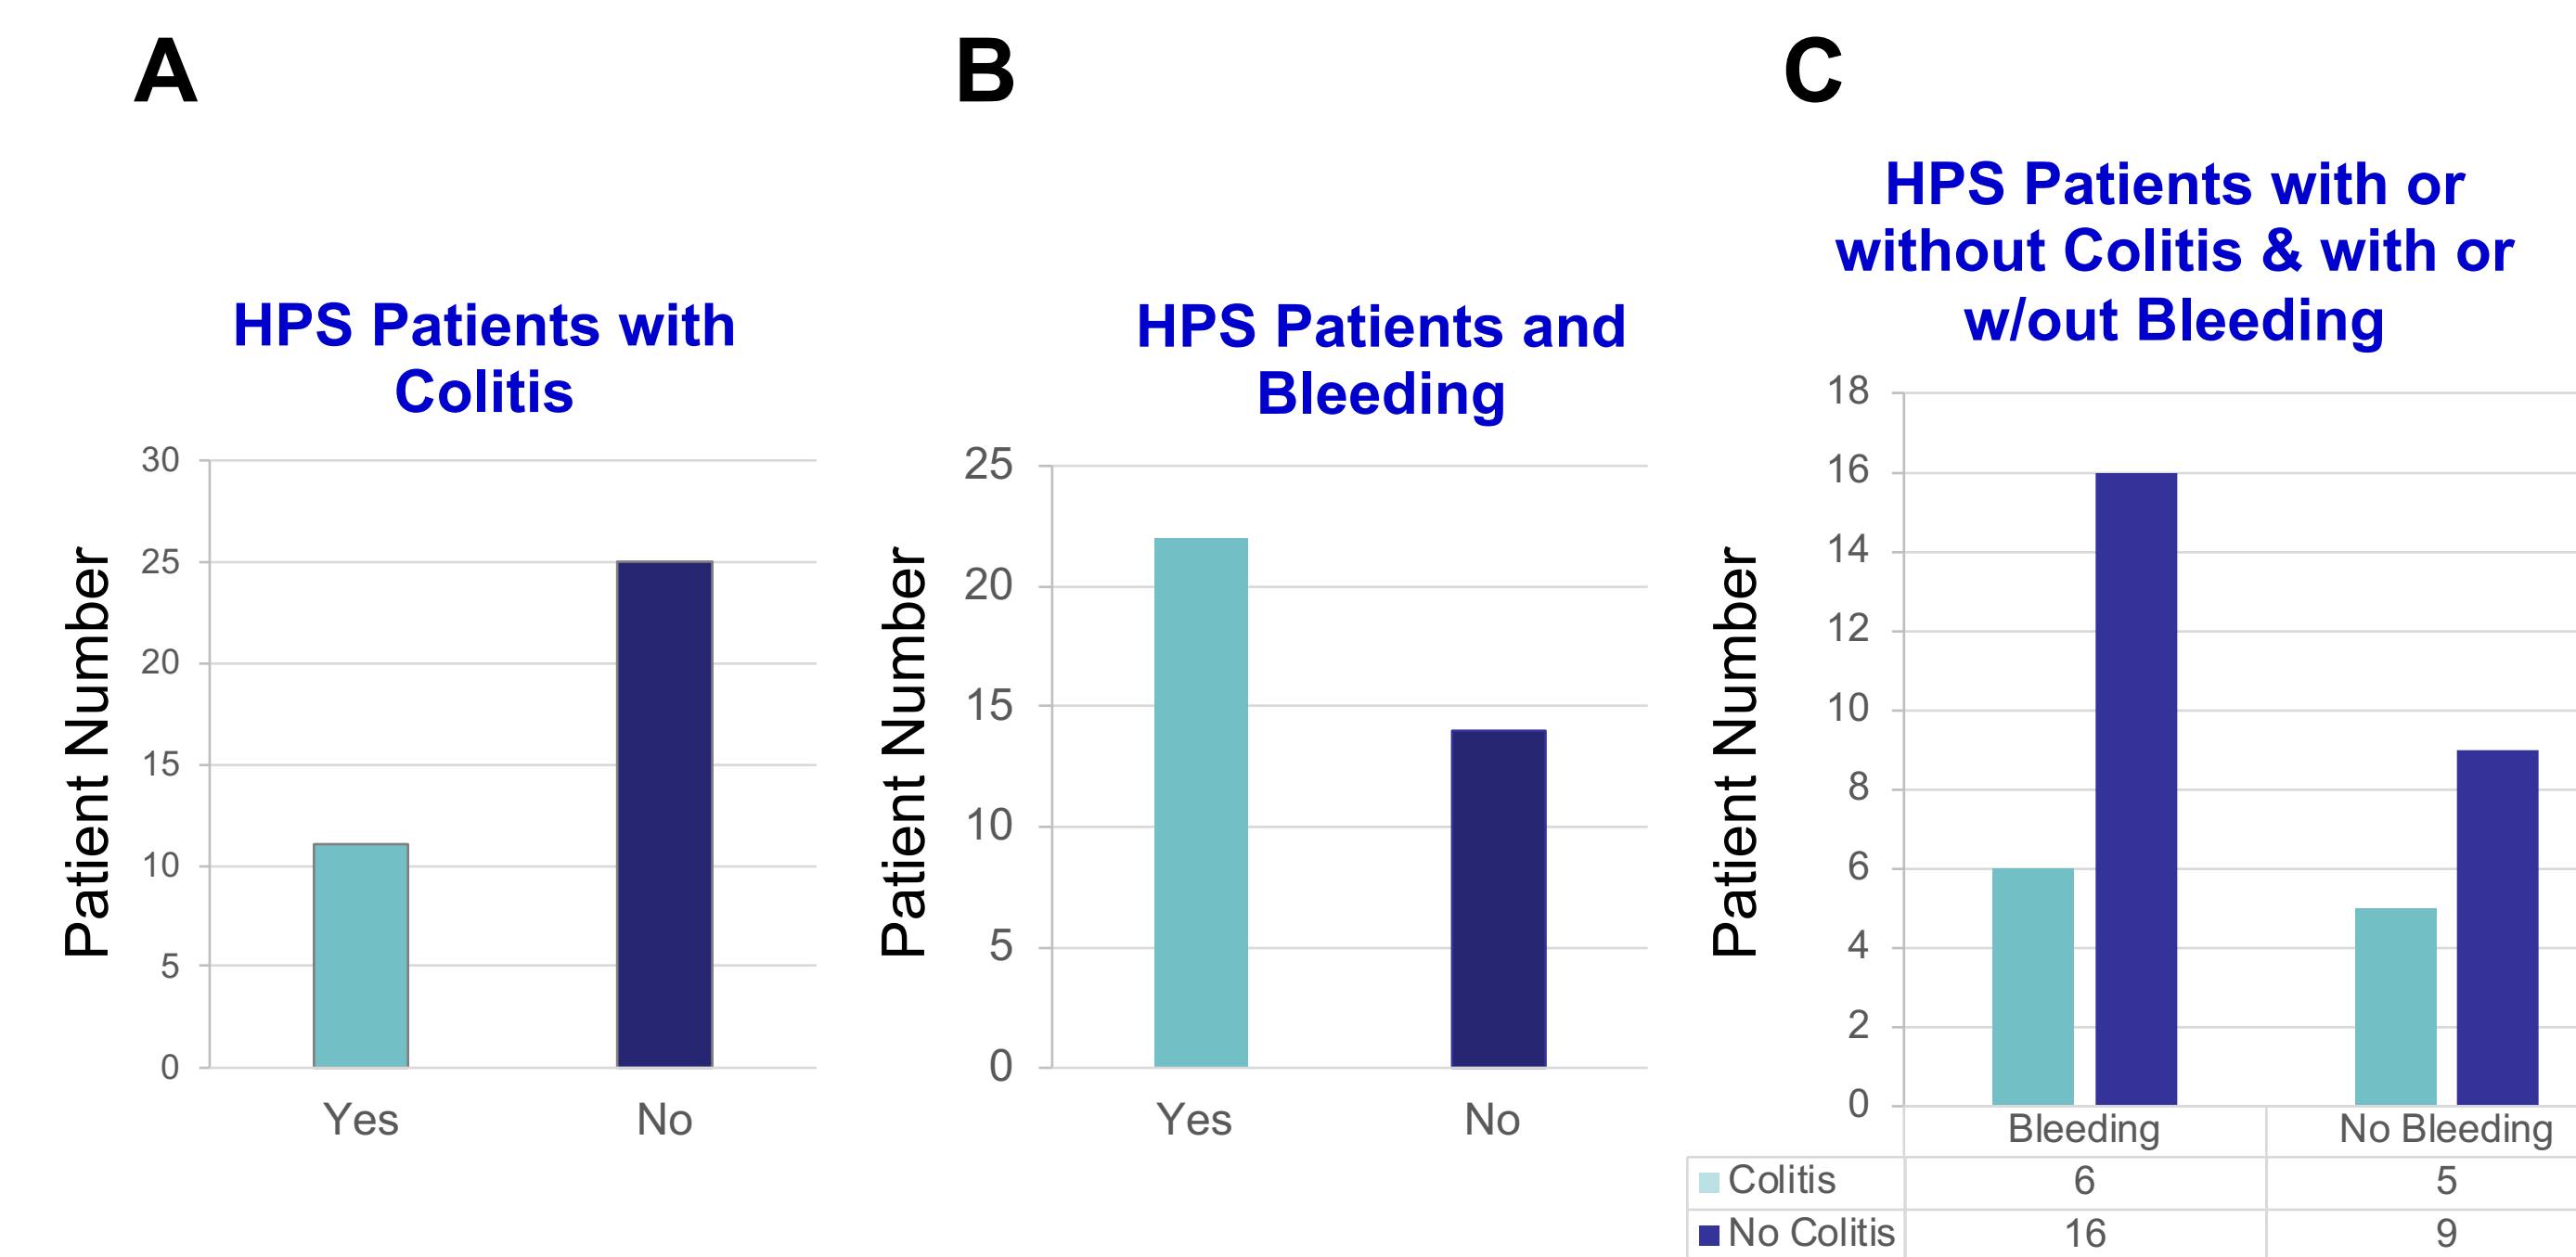 A
B
C
HPS Patients with
Colitis
30
25
20
15
10
5
0
Patient Number
Yes
No
HPS Patients and
Bleeding
25
20
15
10
5
0
Patient Number
Yes
No
HPS Patients with or
without Colitis & with or
w/out Bleeding
18
16
14
12
10
8
6
4
2
0
Patient Number
Bleeding No Bleeding
Colitis 6 5
No Colitis 16 9